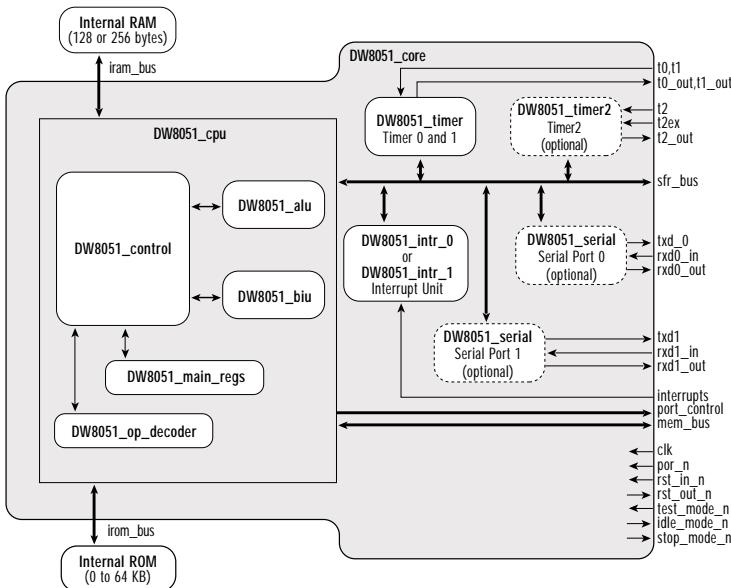 Internal RAM
(128 or 256 bytes)
iram_bus
DW8051_core
t0,t1
t0_out,t1_out
DW8051_timer
Timer 0 and 1
DW8051_timer2
Timer2
(optional)
t2
t2ex
t2_out
DW8051_cpu
sfr_bus
DW8051_control
DW8051_alu
DW8051_biu
DW8051_main_regs
DW8051_op_decoder
DW8051_intr_0
or
DW8051_intr_1
Interrupt Unit
DW8051_serial
Serial Port 0
(optional)
txd_0
rxd0_in
rxd0_out
DW8051_serial
Serial Port 1
(optional)
txd1
rxd1_in
rxd1_out
interrupts
port_control
mem_bus
clk
por_n
rst_in_n
rst_out_n
test_mode_n
idle_mode_n
stop_mode_n
irom_bus
Internal ROM
(0 to 64 KB)